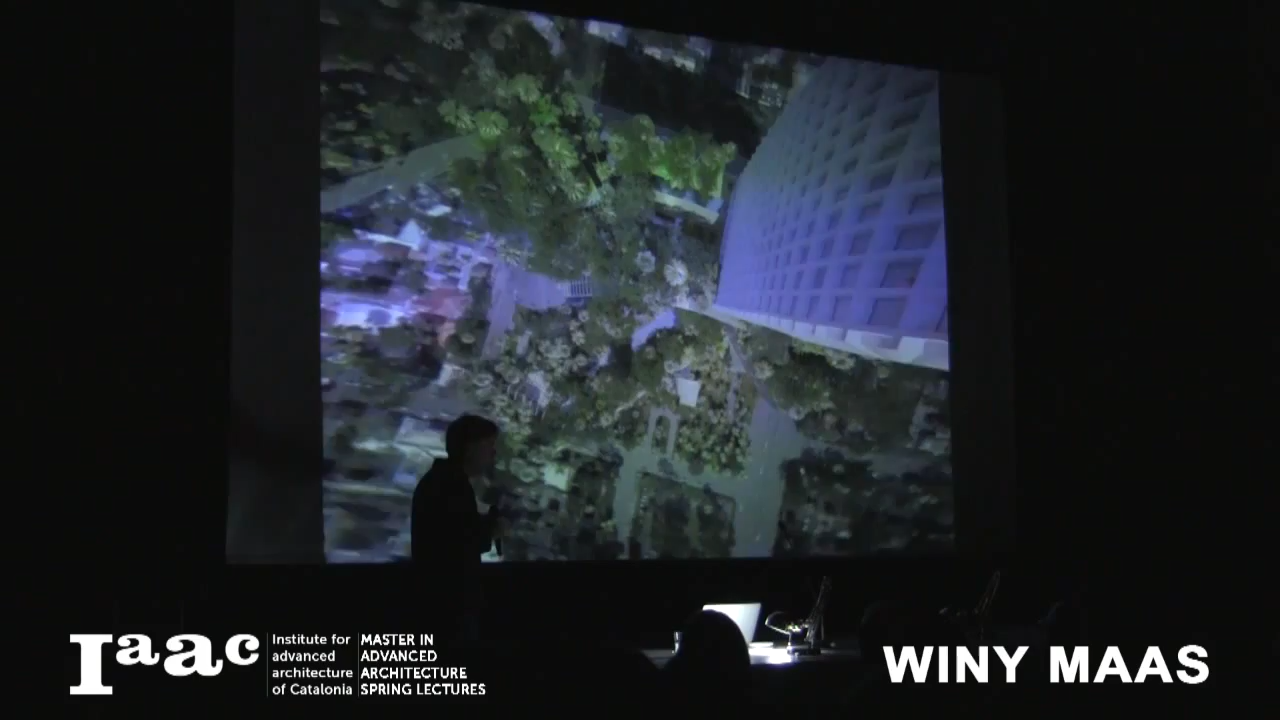 Iaac
Institute for
advanced
architecture
of Catalonia
MASTER IN
ADVANCED
ARCHITECTURE
SPRING LECTURES
WINY MAAS